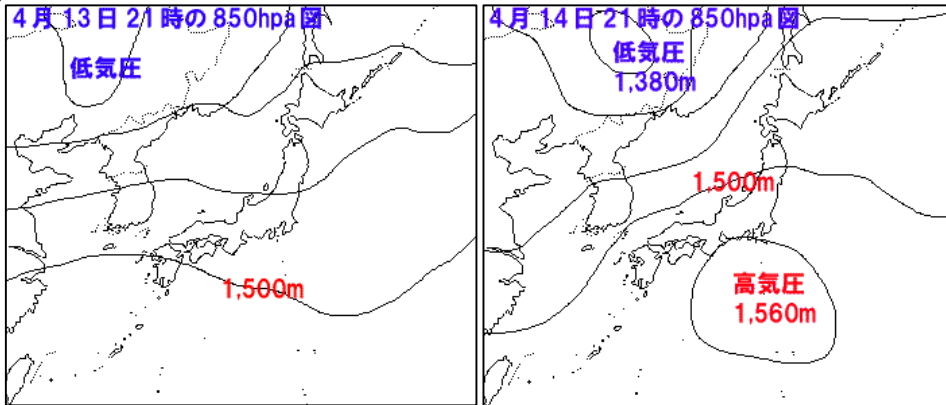 4月13日21時の850hpa図
低気圧
1,500m
4月14日21時の850hpa図
低気圧
1,380m
1,500m
高気圧
1,560m